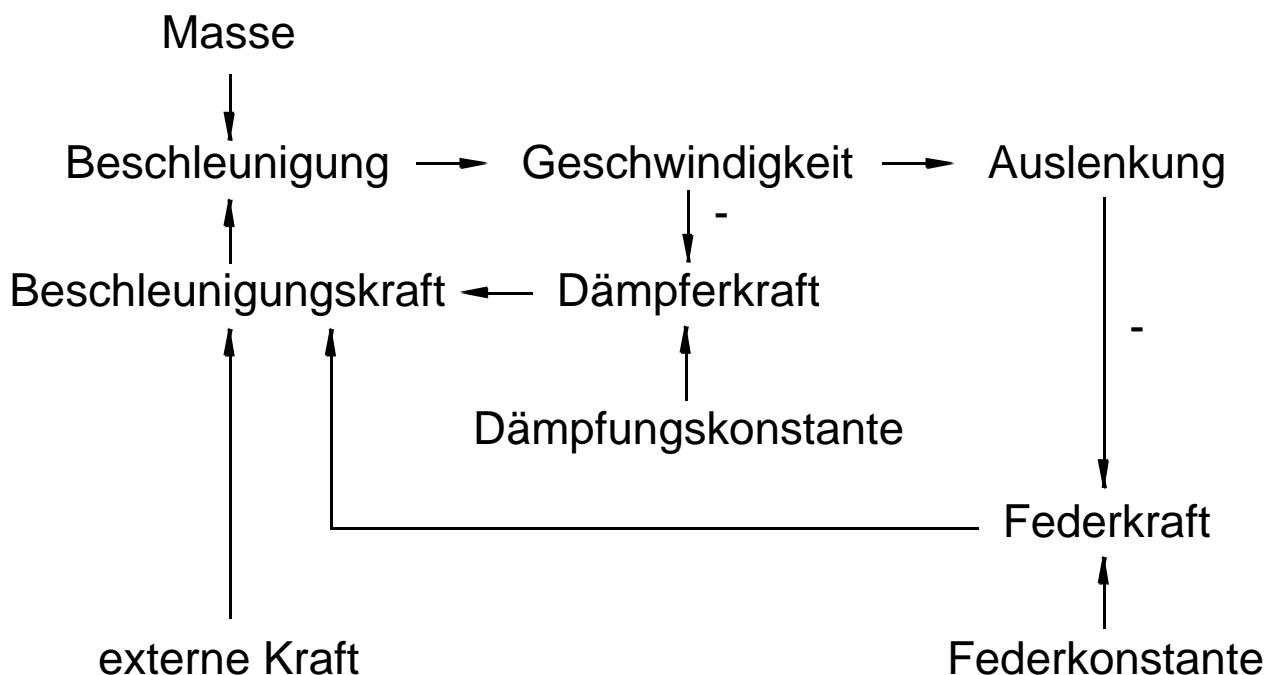 Masse
Beschleunigung
Geschwindigkeit
Auslenkung
-
Beschleunigungskraft
Dämpferkraft
-
Dämpfungskonstante
Federkraft
externe Kraft
Federkonstante